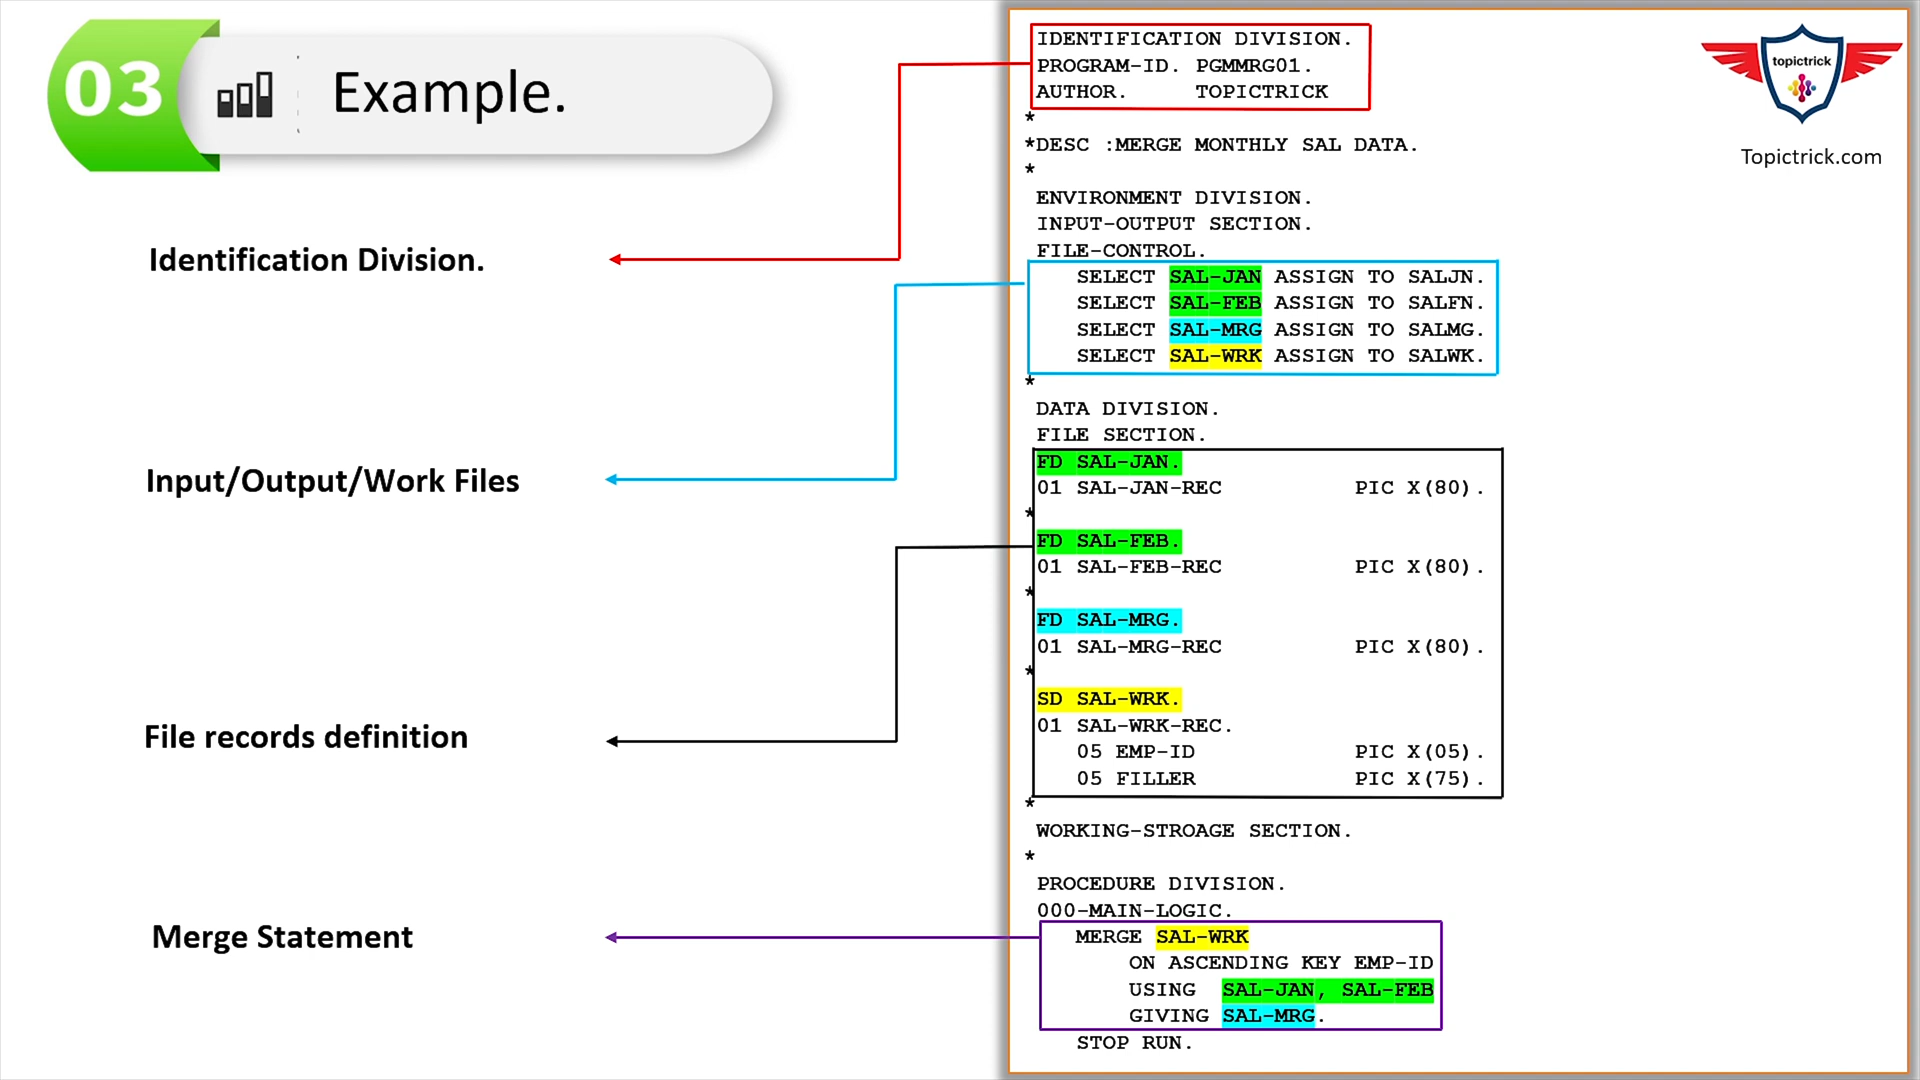 03
Example.
Identification Division.
Input/Output/Work Files
File records definition
Merge Statement
IDENTIFICATION DIVISION.
PROGRAM-ID. PGMMRG01.
AUTHOR.     TOPICTRICK
*
*DESC :MERGE MONTHLY SAL DATA.
*
ENVIRONMENT DIVISION.
INPUT-OUTPUT SECTION.
FILE-CONTROL.
   SELECT SAL-JAN ASSIGN TO SALJN.
   SELECT SAL-FEB ASSIGN TO SALFN.
   SELECT SAL-MRG ASSIGN TO SALMG.
   SELECT SAL-WRK ASSIGN TO SALWK.
*
DATA DIVISION.
FILE SECTION.
FD SAL-JAN.
01 SAL-JAN-REC          PIC X(80).
*
FD SAL-FEB.
01 SAL-FEB-REC          PIC X(80).
*
FD SAL-MRG.
01 SAL-MRG-REC          PIC X(80).
*
SD SAL-WRK.
01 SAL-WRK-REC.
   05 EMP-ID            PIC X(05).
   05 FILLER            PIC X(75).
*
WORKING-STROAGE SECTION.
*
PROCEDURE DIVISION.
000-MAIN-LOGIC.
   MERGE SAL-WRK
       ON ASCENDING KEY EMP-ID
       USING  SAL-JAN, SAL-FEB
       GIVING SAL-MRG.
   STOP RUN.
topictrick
Topictrick.com